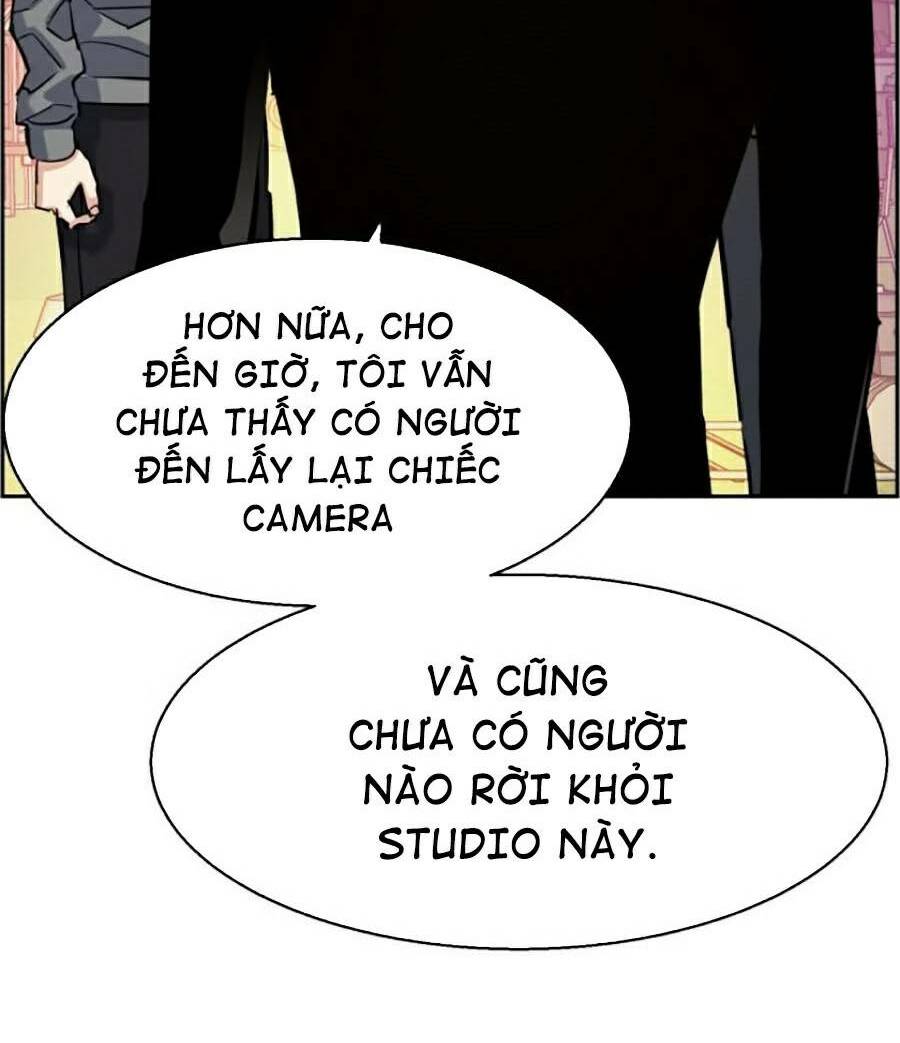 HƠN NỮA, CHO
ĐẾN GIỜ, TÔI VẪN
CHƯA THẤY CÓ NGƯỜI
ĐẾN LẤY LẠI CHIẾC
CAMERA
VÀ CŨNG
CHƯA CÓ NGƯỜI
NÀO RỜI KHỎI
STUDIO NÀY.